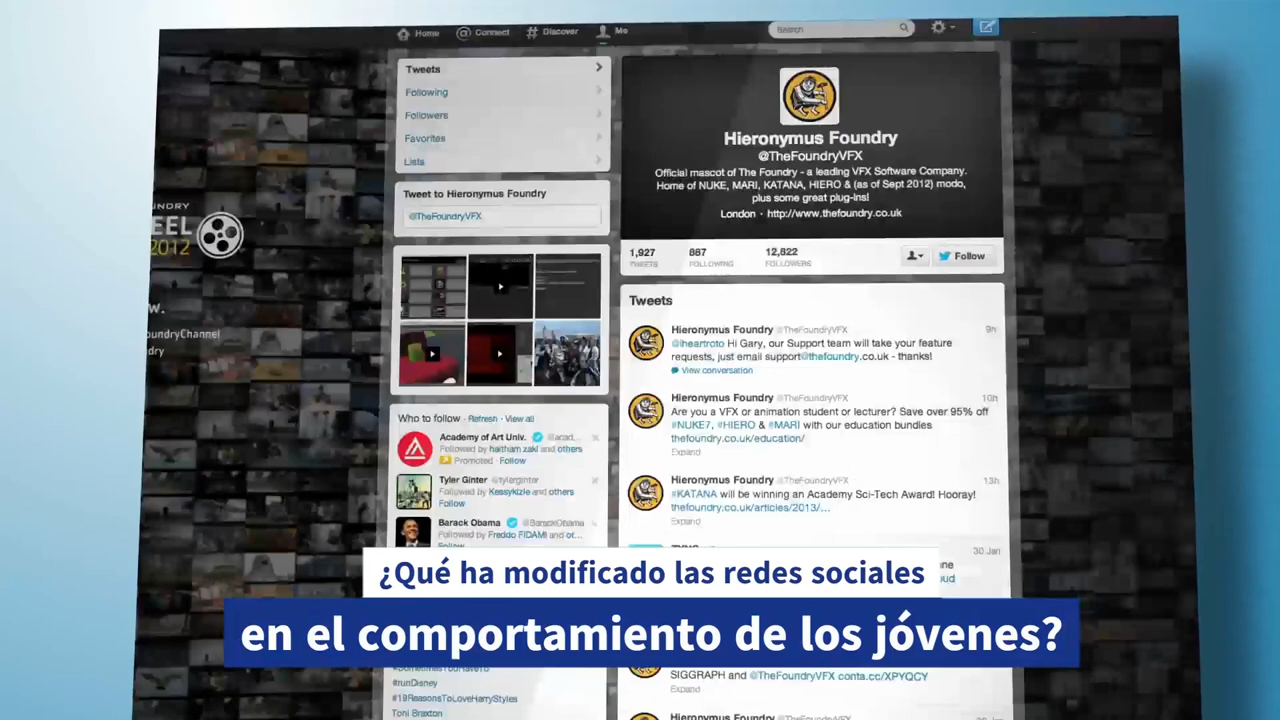 Home
Connect
Discover
Me
Search
Tweets
Following
Followers
Favorites
Lists
Tweet to Hieronymus Foundry
@TheFoundryVFX
Hieronymus Foundry
@TheFoundryVFX
Official mascot of The Foundry - a leading VFX Software Company.
Home of NUKE, MARI, KATANA, HIERO & (as of Sept 2012) modo,
plus some great plug-ins!
London · http://www.thefoundry.co.uk
1,927
TWEETS
887
FOLLOWING
12,822
FOLLOWERS
Follow
UNDRY
EEL
2012
w.
oundryChannel
dry
Who to follow · Refresh · View all
Academy of Art Univ. @acad...
Followed by haitham zaki and others
Promoted · Follow
Tyler Ginter @tylerginter
Followed by Kessykizle and others
Follow
Barack Obama @BarackObama
Followed by Freddo FIDAMI and ot...
Follow
Tweets
Hieronymus Foundry @TheFoundryVFX 9h
@iheartroto Hi Gary, our Support team will take your feature
requests, just email support@thefoundry.co.uk - thanks!
View conversation
Hieronymus Foundry @TheFoundryVFX 10h
Are you a VFX or animation student or lecturer? Save over 95% off
#NUKE7, #HIERO & #MARI with our education bundles
thefoundry.co.uk/education/
Expand
Hieronymus Foundry @TheFoundryVFX 13h
#KATANA will be winning an Academy Sci-Tech Award! Hooray!
thefoundry.co.uk/articles/2013/...
Expand
30 Jan
¿Qué ha modificado las redes sociales
en el comportamiento de los jóvenes?
#SometimesYouHaveTo
#runDisney
#19ReasonsToLoveHarryStyles
Toni Braxton
SIGGRAPH and @TheFoundryVFX conta.cc/XPYQCY
Expand
Hieronymus Foundry @TheFoundryVFX